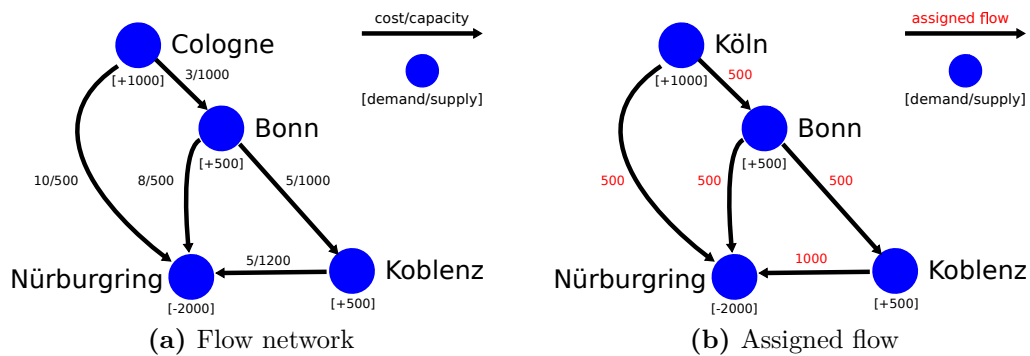 Cologne
cost/capacity
[+1000]
3/1000
[demand/supply]
Bonn
[+500]
10/500
8/500
5/1000
5/1200
Nürburgring
Koblenz
[-2000]
[+500]
(a) Flow network
Köln
assigned flow
[+1000]
500
[demand/supply]
Bonn
[+500]
500
500
500
1000
Nürburgring
Koblenz
[-2000]
[+500]
(b) Assigned flow